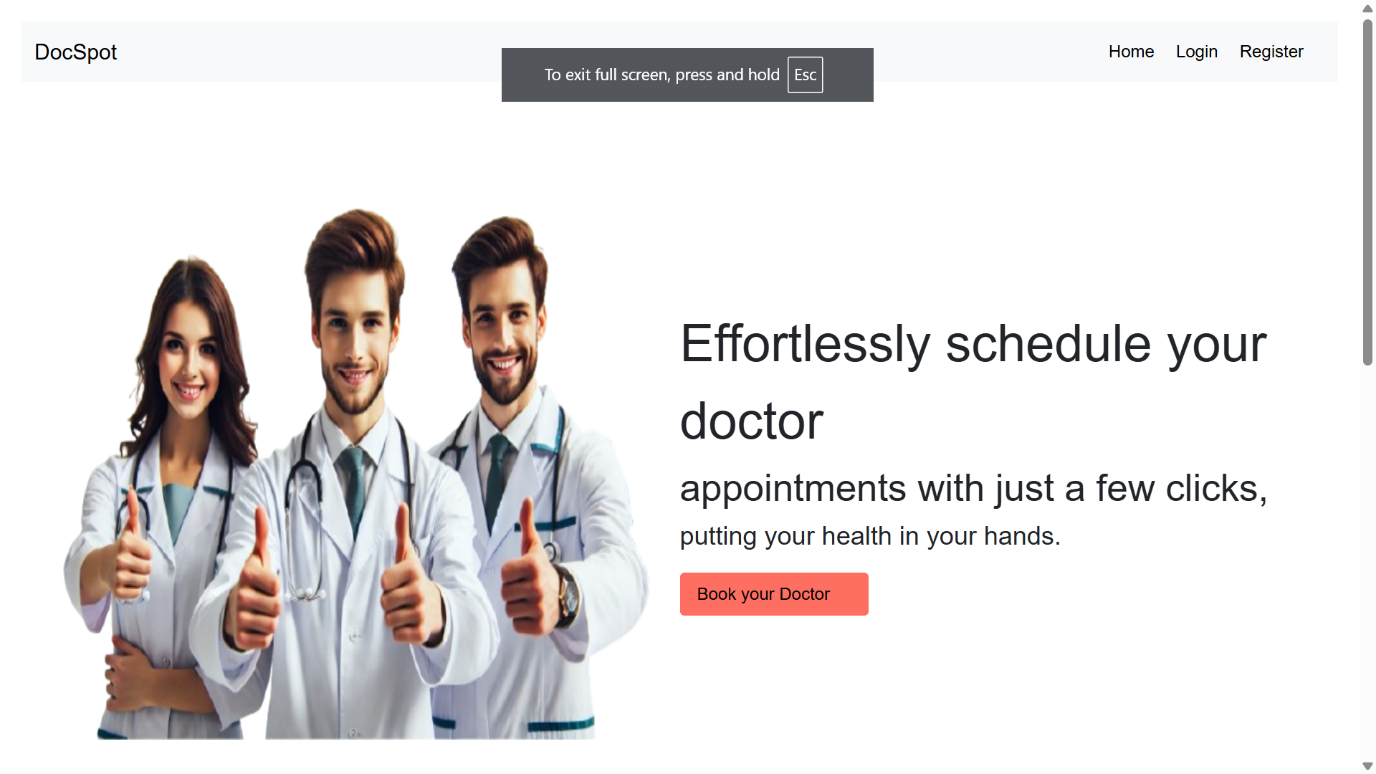 DocSpot
Home Login Register
To exit full screen, press and hold Esc
Effortlessly schedule your
doctor
appointments with just a few clicks,
putting your health in your hands.
Book your Doctor